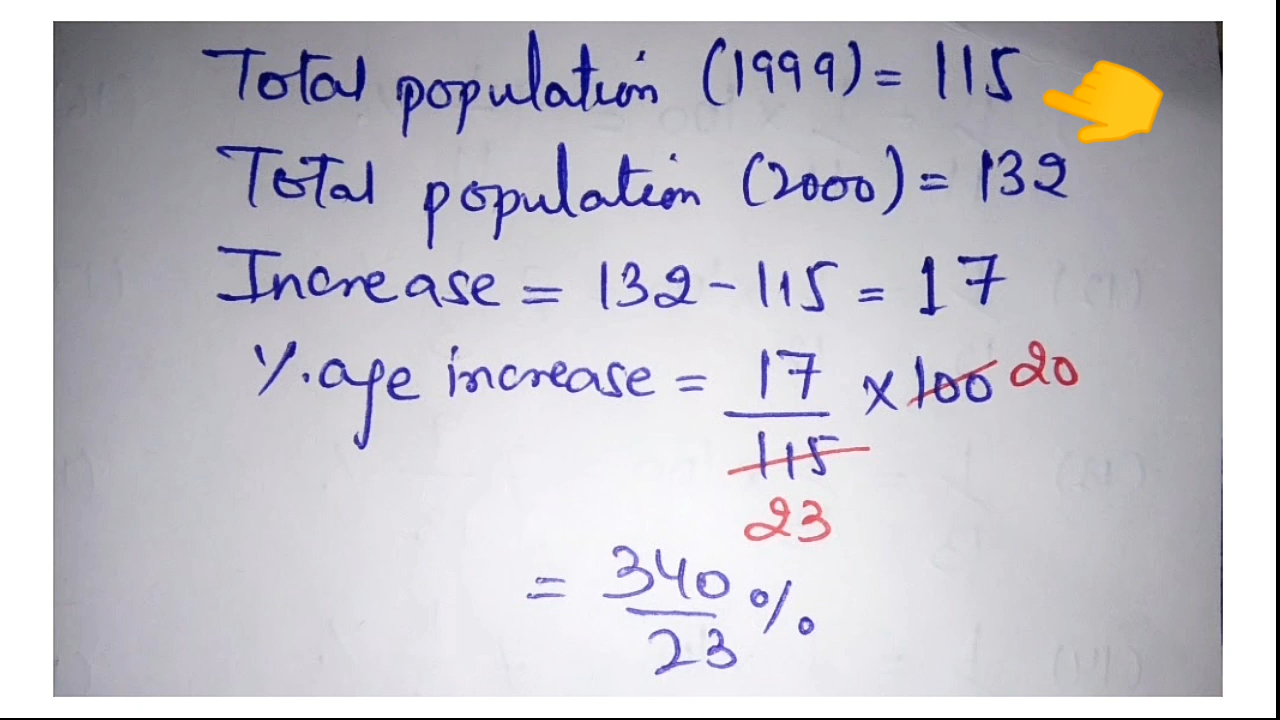 Total population (1999) = 115
Total population (2000) = 132
Increase = 132 - 115 = 17
%age increase = 17/115 × 100 20
23
= 340/23 %